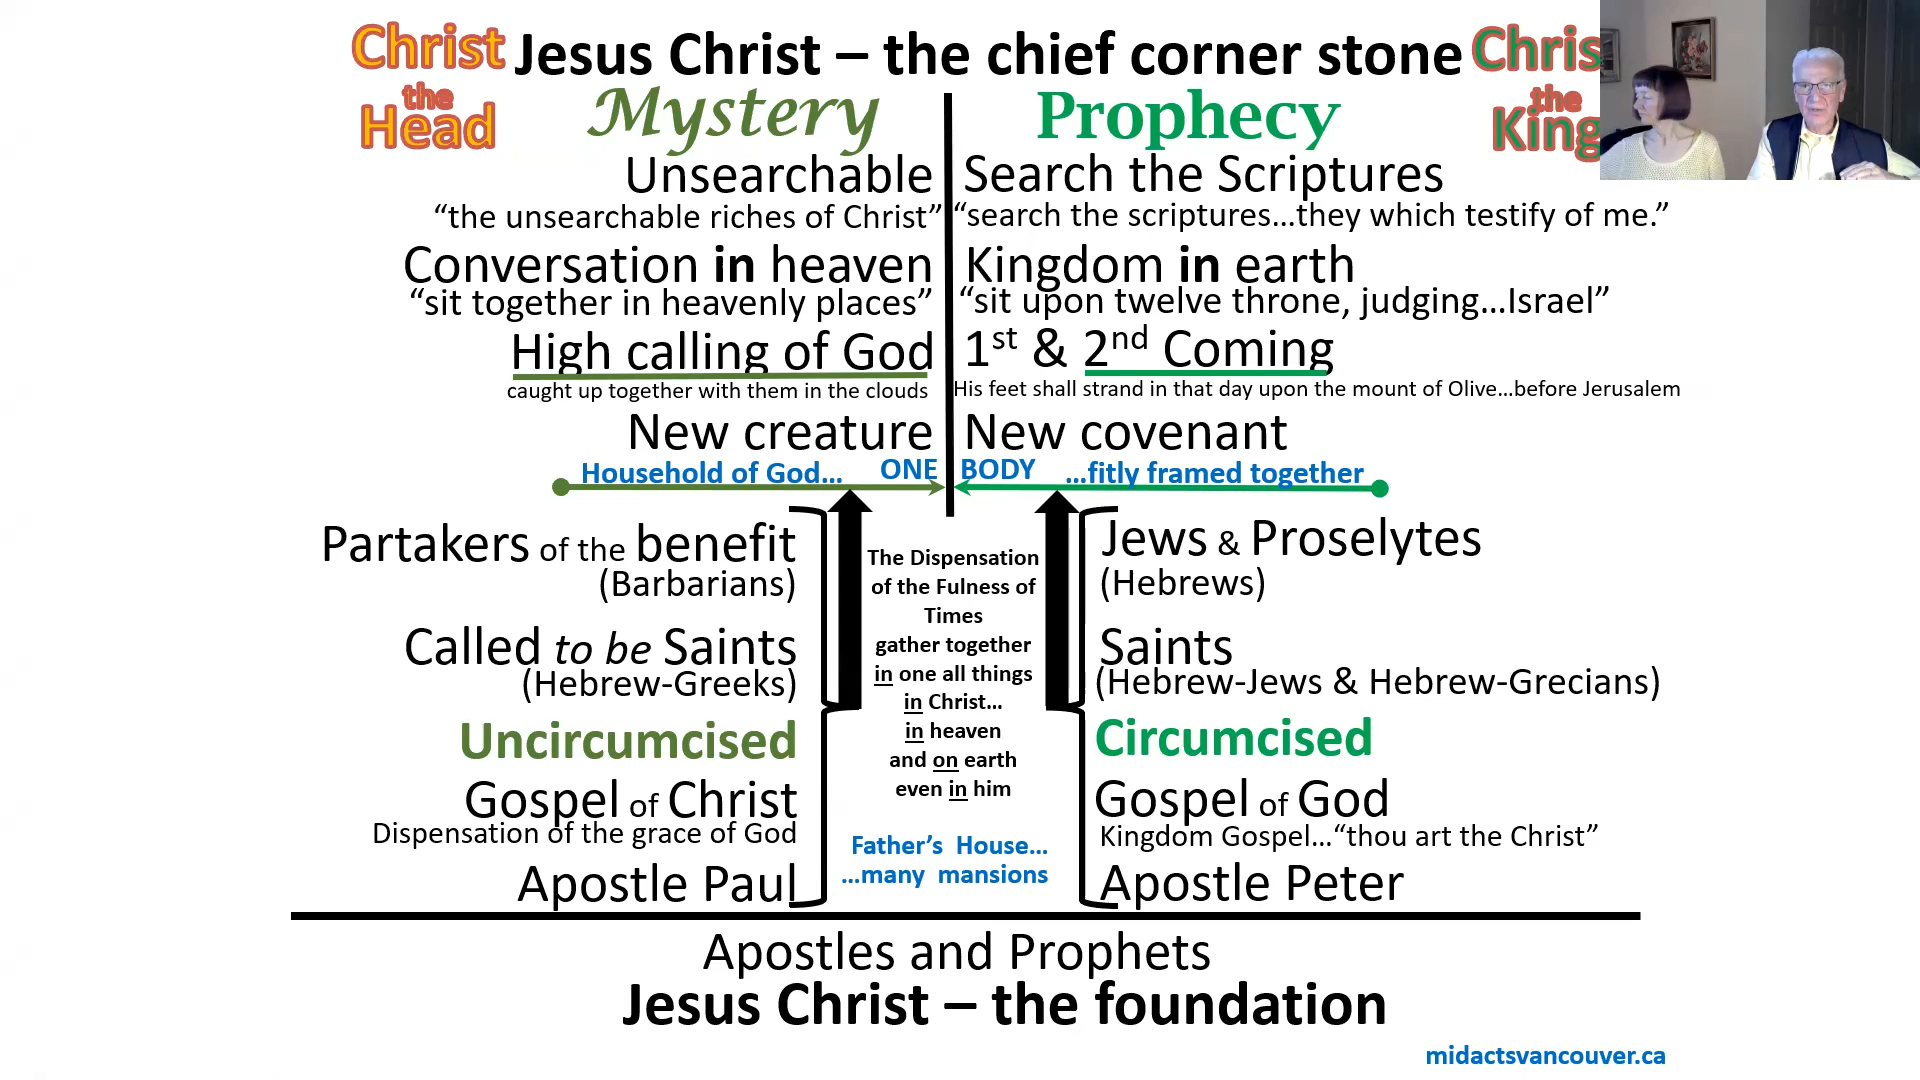 Christ
the
Head
Jesus Christ – the chief corner stone
Chris
the
King
Mystery
Prophecy
Unsearchable
Search the Scriptures
“the unsearchable riches of Christ”
“search the scriptures...they which testify of me.”
Conversation in heaven
Kingdom in earth
“sit together in heavenly places”
“sit upon twelve throne, judging...Israel”
High calling of God
1st & 2nd Coming
caught up together with them in the clouds
His feet shall strand in that day upon the mount of Olive...before Jerusalem
New creature
New covenant
Household of God... ONE BODY ...fitly framed together
Partakers of the benefit
(Barbarians)
Called to be Saints
(Hebrew-Greeks)
Uncircumcised
Gospel of Christ
Dispensation of the grace of God
Apostle Paul
The Dispensation
of the Fulness of
Times
gather together
in one all things
in Christ...
in heaven
and on earth
even in him
Father’s House...
...many mansions
Jews & Proselytes
(Hebrews)
Saints
(Hebrew-Jews & Hebrew-Grecians)
Circumcised
Gospel of God
Kingdom Gospel...“thou art the Christ”
Apostle Peter
Apostles and Prophets
Jesus Christ – the foundation
midactsvancouver.ca